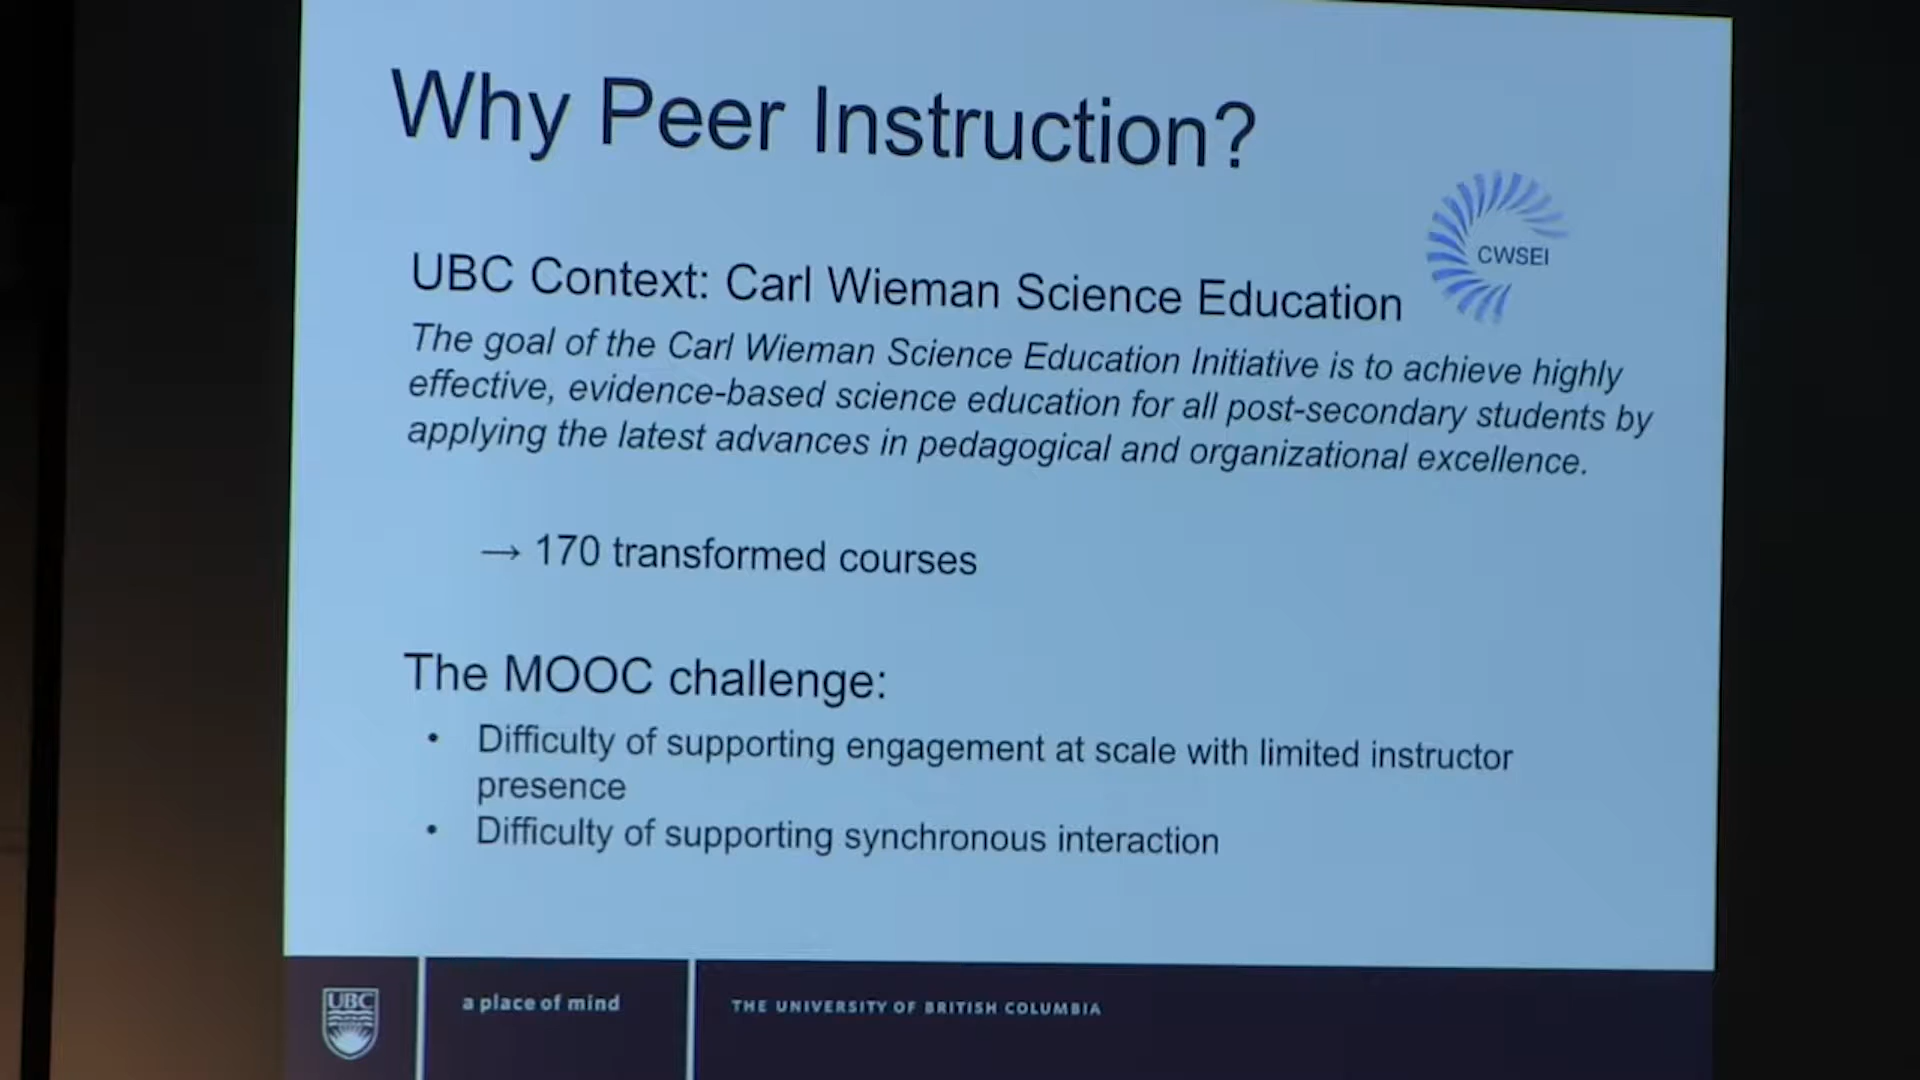 Why Peer Instruction?
CWSEI
UBC Context: Carl Wieman Science Education
The goal of the Carl Wieman Science Education Initiative is to achieve highly
effective, evidence-based science education for all post-secondary students by
applying the latest advances in pedagogical and organizational excellence.
→ 170 transformed courses
The MOOC challenge:
• Difficulty of supporting engagement at scale with limited instructor
presence
• Difficulty of supporting synchronous interaction
UBC
a place of mind
THE UNIVERSITY OF BRITISH COLUMBIA